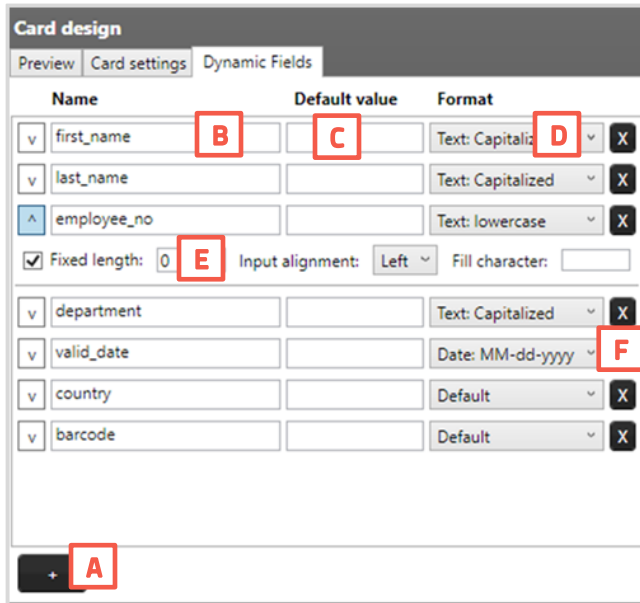 Card design
Preview Card settings Dynamic Fields
Name Default value Format
v first_name B C Text: Capitaliz D X
v last_name Text: Capitalized X
^ employee_no Text: lowercase X
Fixed length: 0 E Input alignment: Left Fill character:
v department Text: Capitalized X
v valid_date Date: MM-dd-yyyy F
v country Default X
v barcode Default X
+ A